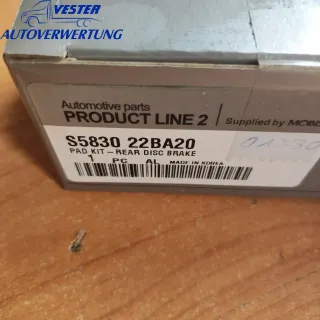 VESTER
AUTOVERWERTUNG
Automotive parts
PRODUCT LINE 2
Supplied by MOBIS
S5830 22BA20
PAD KIT - REAR DISC BRAKE
1 PC AL MADE IN KOREA